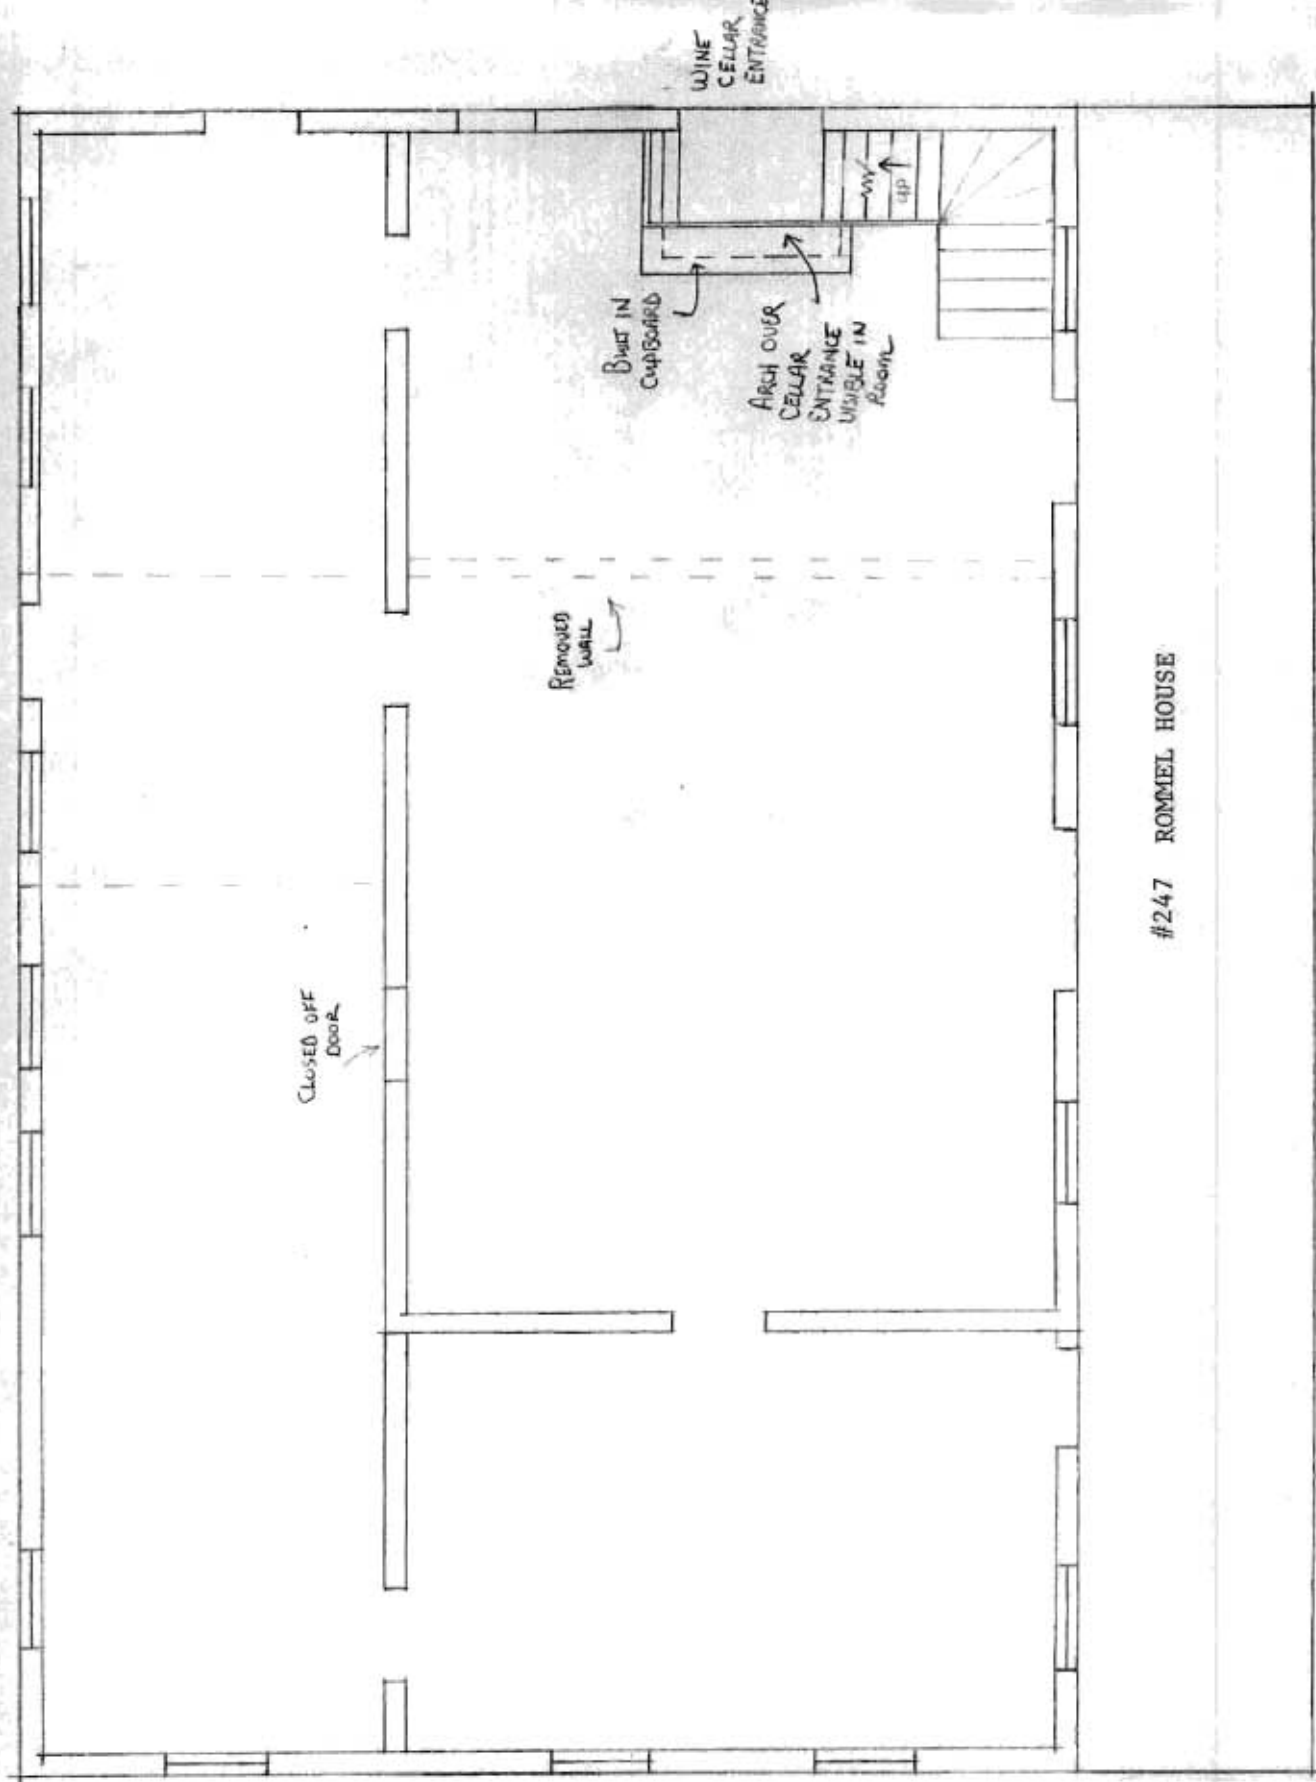 WINE
CELLAR
ENTRANCE
BUILT IN
CUPBOARD
ARCH OVER
CELLAR
ENTRANCE
VISIBLE IN
ROOM
UP
REMOVED
WALL
CLOSED OFF
DOOR
#247 ROMMEL HOUSE